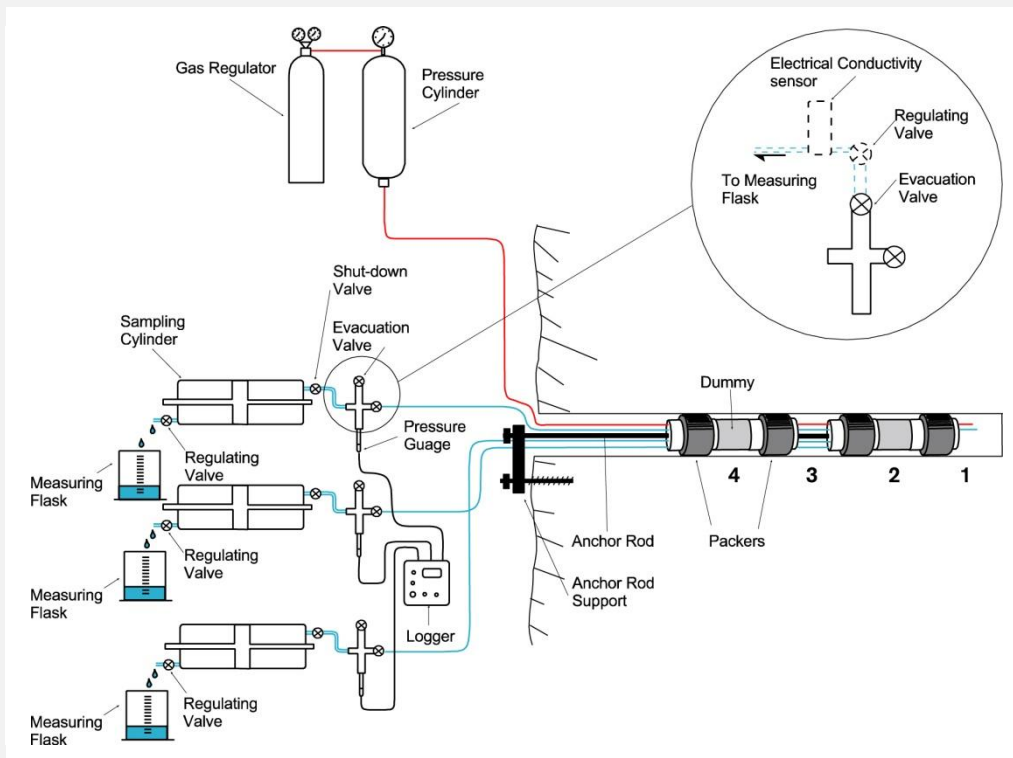 Gas Regulator
Pressure
Cylinder
Electrical Conductivity
sensor
Regulating
Valve
To Measuring
Flask
Evacuation
Valve
Shut-down
Valve
Sampling
Cylinder
Evacuation
Valve
Dummy
Pressure
Guage
Measuring
Flask
Regulating
Valve
4
3
2
1
Anchor Rod
Packers
Regulating
Valve
Measuring
Flask
Anchor Rod
Support
Logger
Regulating
Valve
Measuring
Flask